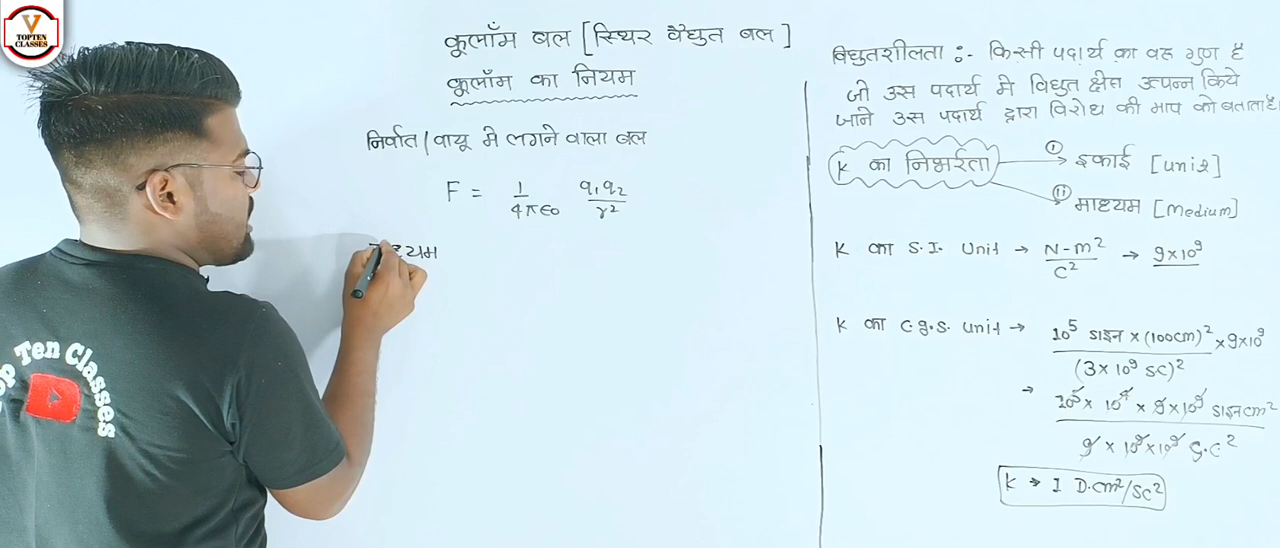 V
TOPTEN
CLASSES
Top Ten Classes
कूलाँम बल [स्थिर वैद्युत बल]
कूलाँम का नियम
निर्वात / वायू मे लगने वाला बल
F = 1/4πϵ0 q1q2/r²
विद्युतशीलता :- किसी पदार्थ का वह गुण है
जो उस पदार्थ मे विद्युत क्षेत्र उत्पन्न किये
जाने उस पदार्थ द्वारा विरोध की माप को बताता है।
K का निर्भरता
(i) इकाई [unit]
(ii) माध्यम [Medium]
K का S.I. Unit → N-m²/C² → 9×10⁹
K का C.g.S. unit → 10⁵ डाइन × (100cm)² × 9×10⁹ / (3×10⁹ SC)²
→ 10⁵ × 10⁴ × 9 × 10⁹ डाइन cm² / 9 × 10⁹ × 10⁹ S.C²
K → 1 D.cm²/SC²